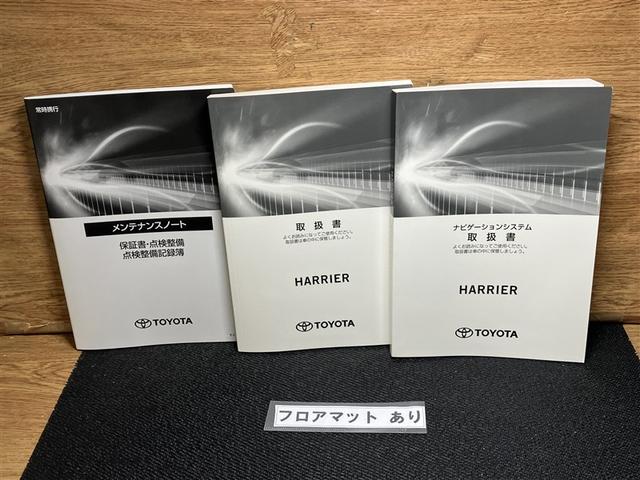 常時携行
メンテナンスノート
保証書・点検整備
点検整備記録簿
TOYOTA
取扱書
よくお読みになってご使用ください。
取扱書は車の中に保管しましょう。
HARRIER
TOYOTA
ナビゲーションシステム
取扱書
よくお読みになってご使用ください。
取扱書は車の中に保管しましょう。
HARRIER
TOYOTA
フロアマット あり